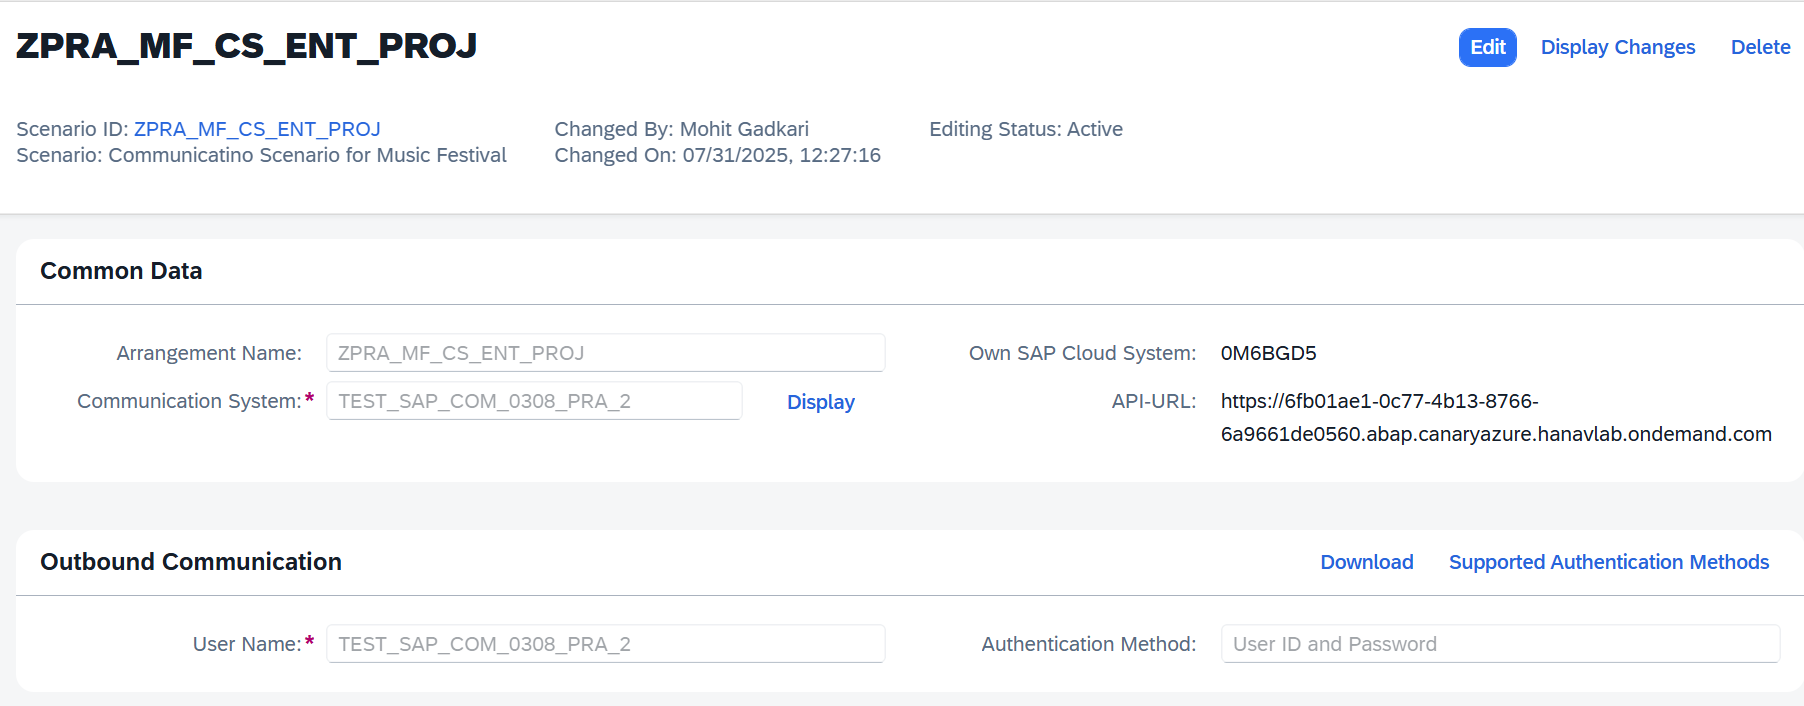 ZPRA_MF_CS_ENT_PROJ
Edit
Display Changes
Delete
Scenario ID: ZPRA_MF_CS_ENT_PROJ
Scenario: Communicatino Scenario for Music Festival
Changed By: Mohit Gadkari
Changed On: 07/31/2025, 12:27:16
Editing Status: Active
Common Data
Arrangement Name: ZPRA_MF_CS_ENT_PROJ
Communication System:* TEST_SAP_COM_0308_PRA_2 Display
Own SAP Cloud System: 0M6BGD5
API-URL: https://6fb01ae1-0c77-4b13-8766-
6a9661de0560.abap.canaryazure.hanavlab.ondemand.com
Outbound Communication
Download
Supported Authentication Methods
User Name:* TEST_SAP_COM_0308_PRA_2
Authentication Method: User ID and Password